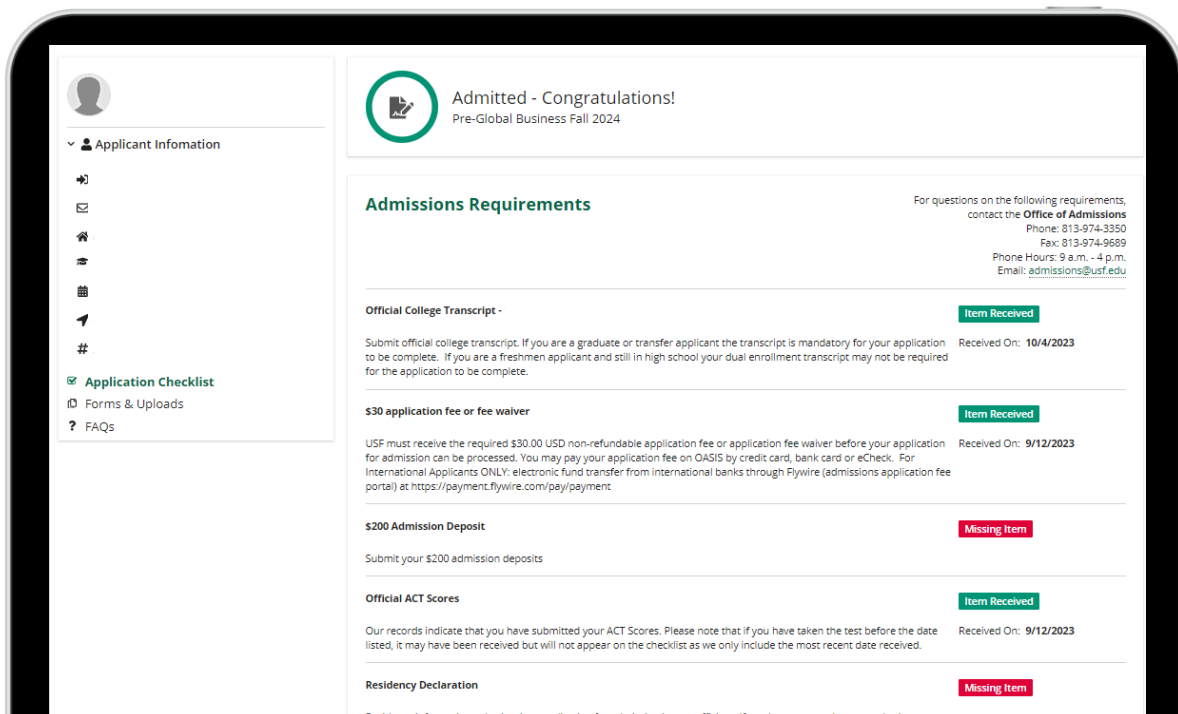 Applicant Infomation
#
Application Checklist
Forms & Uploads
? FAQs
Admitted - Congratulations!
Pre-Global Business Fall 2024
Admissions Requirements
For questions on the following requirements,
contact the Office of Admissions
Phone: 813-974-3350
Fax: 813-974-9689
Phone Hours: 9 a.m. - 4 p.m.
Email: admissions@usf.edu
Official College Transcript -
Item Received
Submit official college transcript. If you are a graduate or transfer applicant the transcript is mandatory for your application
to be complete. If you are a freshmen applicant and still in high school your dual enrollment transcript may not be required
for the application to be complete.
Received On: 10/4/2023
$30 application fee or fee waiver
Item Received
USF must receive the required $30.00 USD non-refundable application fee or application fee waiver before your application
for admission can be processed. You may pay your application fee on OASIS by credit card, bank card or eCheck. For
International Applicants ONLY: electronic fund transfer from international banks through Flywire (admissions application fee
portal) at https://payment.flywire.com/pay/payment
Received On: 9/12/2023
$200 Admission Deposit
Missing Item
Submit your $200 admission deposits
Official ACT Scores
Item Received
Our records indicate that you have submitted your ACT Scores. Please note that if you have taken the test before the date
listed, it may have been received but will not appear on the checklist as we only include the most recent date received.
Received On: 9/12/2023
Residency Declaration
Missing Item